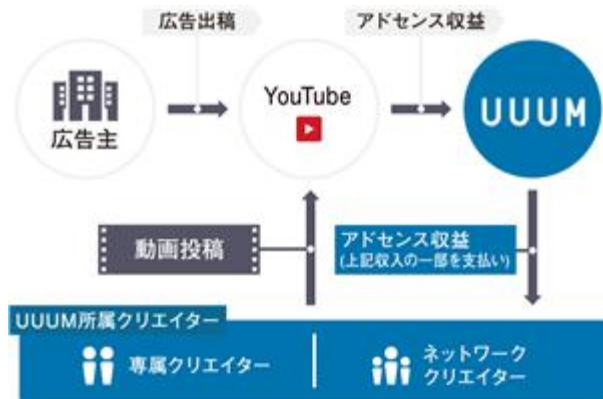 広告出稿
アドセンス収益
広告主
YouTube
UUUM
動画投稿
アドセンス収益
(上記収入の一部を支払い)
UUUM所属クリエイター
専属クリエイター
ネットワーク
クリエイター